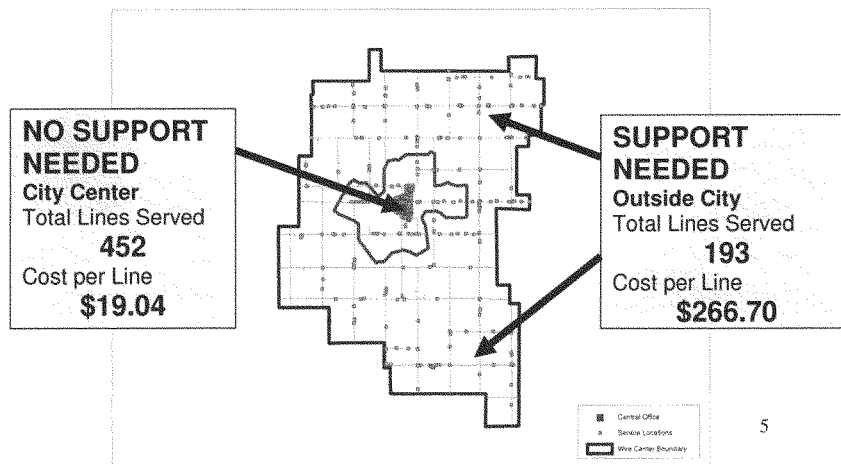 NO SUPPORT
NEEDED
City Center
Total Lines Served
452
Cost per Line
$19.04
SUPPORT
NEEDED
Outside City
Total Lines Served
193
Cost per Line
$266.70
Central Office
Service Locations
Wire Center Boundary
5